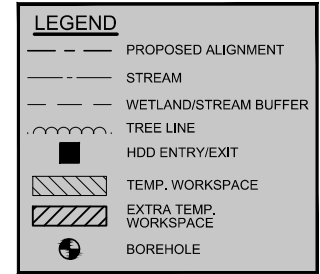 LEGEND
PROPOSED ALIGNMENT
STREAM
WETLAND/STREAM BUFFER
TREE LINE
HDD ENTRY/EXIT
TEMP. WORKSPACE
EXTRA TEMP.
WORKSPACE
BOREHOLE